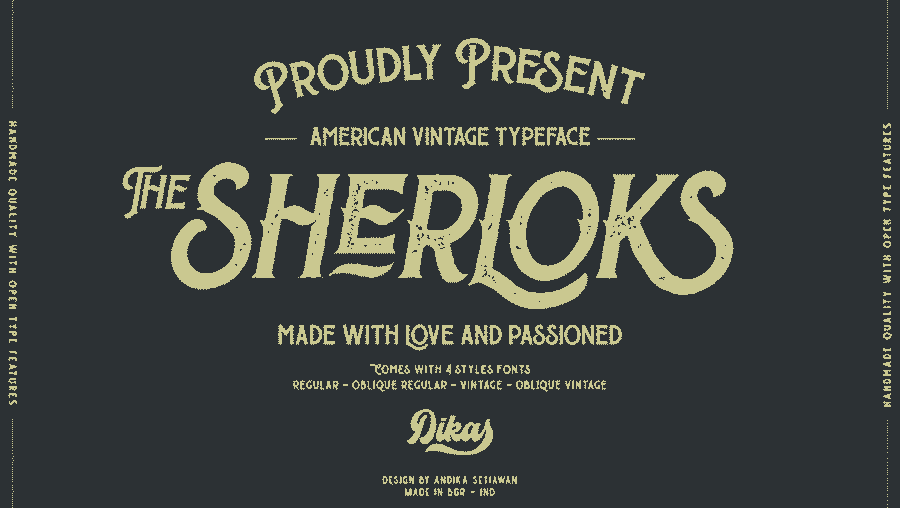 PROUDLY PRESENT
AMERICAN VINTAGE TYPEFACE
THE SHERLOKS
MADE WITH LOVE AND PASSIONED
COMES WITH 4 STYLES FONTS
REGULAR - OBLIQUE REGULAR - VINTAGE - OBLIQUE VINTAGE
Dikas
DESIGN BY ANDIKA SETIAWAN
MADE IN BGR - IND
HANDMADE QUALITY WITH OPEN TYPE FEATURES
HANDMADE QUALITY WITH OPEN TYPE FEATURES